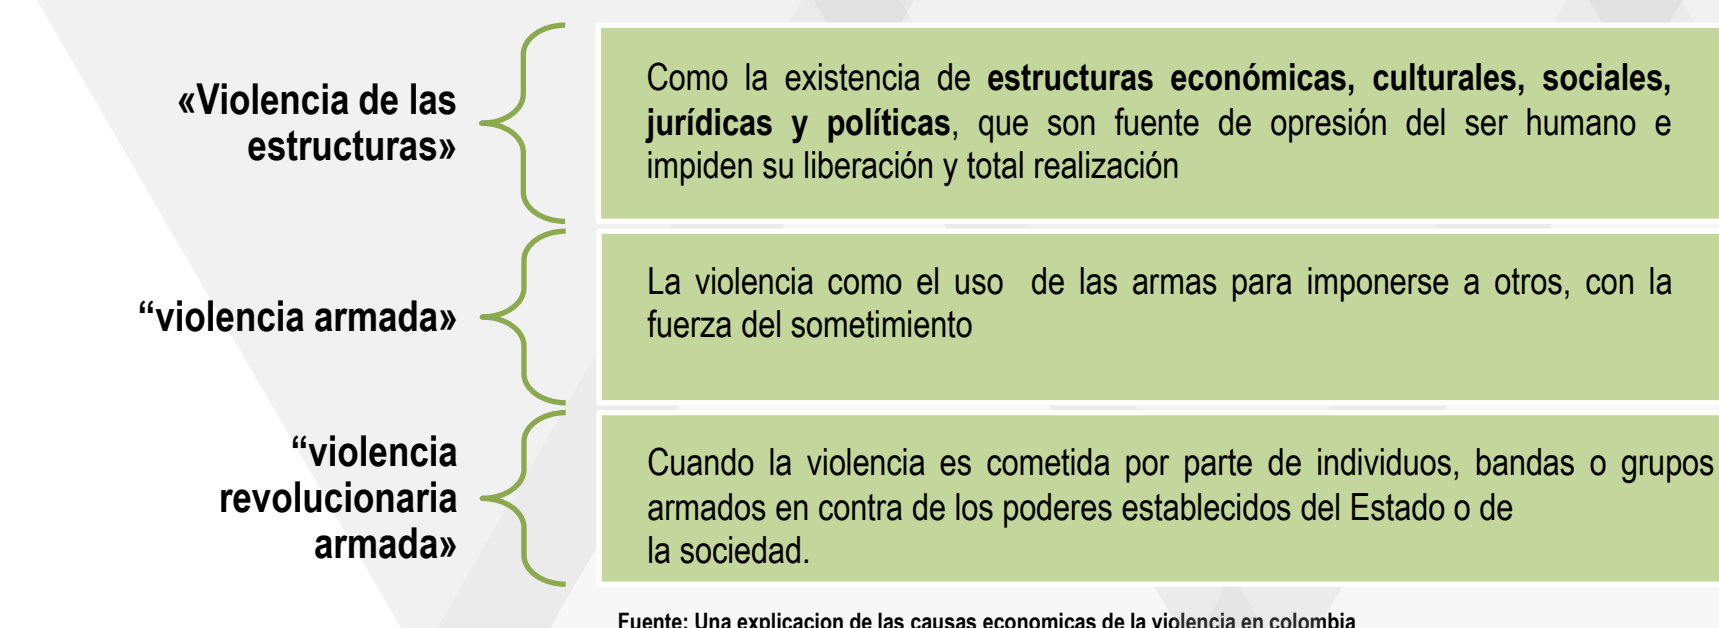 «Violencia de las
estructuras»
Como la existencia de estructuras económicas, culturales, sociales,
jurídicas y políticas, que son fuente de opresión del ser humano e
impiden su liberación y total realización
“violencia armada»
La violencia como el uso de las armas para imponerse a otros, con la
fuerza del sometimiento
“violencia
revolucionaria
armada»
Cuando la violencia es cometida por parte de individuos, bandas o grupos
armados en contra de los poderes establecidos del Estado o de
la sociedad.
Fuente: Una explicacion de las causas economicas de la violencia en colombia